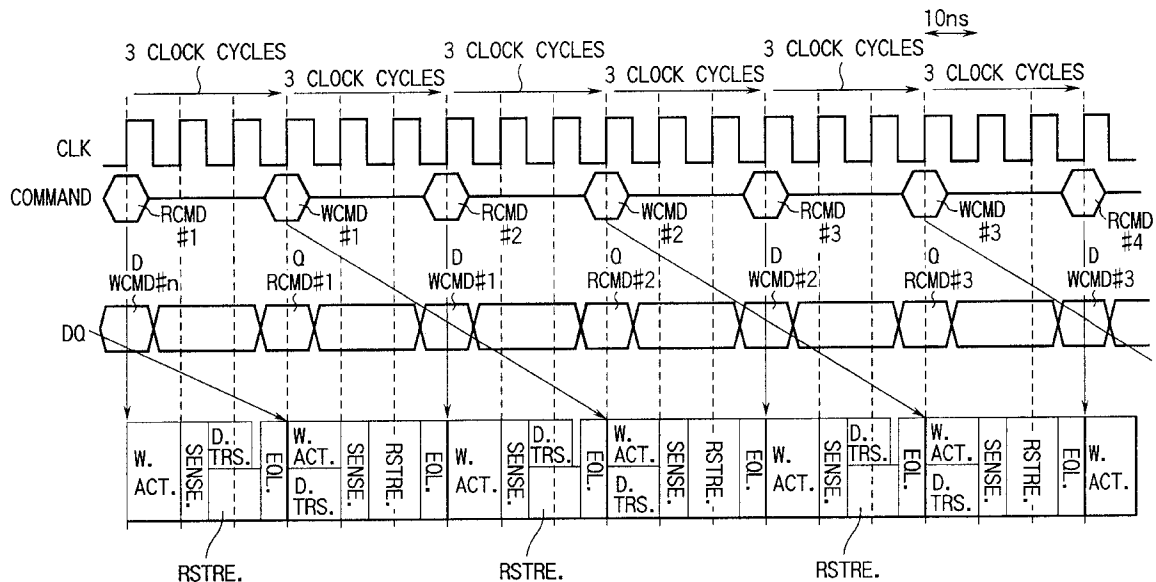 10ns
3 CLOCK CYCLES 3 CLOCK CYCLES 3 CLOCK CYCLES
3 CLOCK CYCLES 3 CLOCK CYCLES 3 CLOCK CYCLES
CLK
COMMAND
RCMD #1
WCMD #1
RCMD #2
WCMD #2
RCMD #3
WCMD #3
RCMD #4
D WCMD#n
Q RCMD#1
D WCMD#1
Q RCMD#2
D WCMD#2
Q RCMD#3
D WCMD#3
DQ
W. ACT.
SENSE.
D. TRS.
EQL.
W. ACT.
D. TRS.
SENSE.
RSTRE.
EQL.
W. ACT.
SENSE.
D. TRS.
EQL.
W. ACT.
D. TRS.
SENSE.
RSTRE.
EQL.
W. ACT.
SENSE.
D. TRS.
EQL.
W. ACT.
D. TRS.
SENSE.
RSTRE.
EQL.
W. ACT.
RSTRE.
RSTRE.
RSTRE.